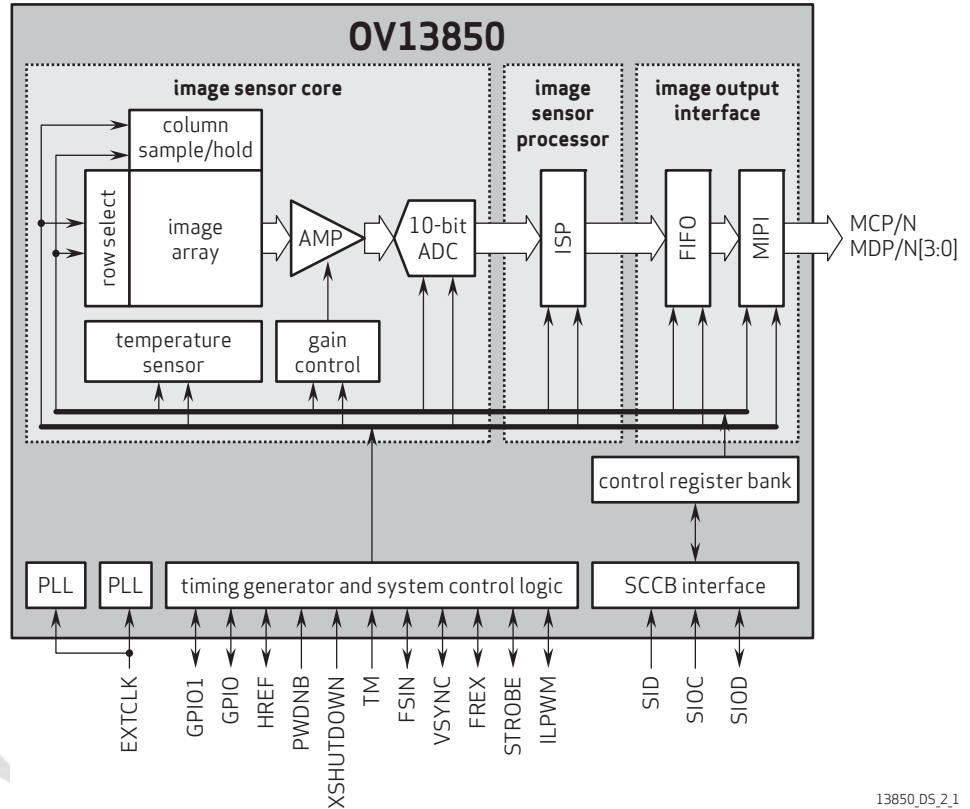 OV13850
image sensor core
image
sensor
processor
image output
interface
column
sample/hold
row select
image
array
AMP
10-bit
ADC
ISP
FIFO
MIPI
MCP/N
MDP/N[3:0]
temperature
sensor
gain
control
control register bank
PLL
PLL
timing generator and system control logic
SCCB interface
EXTCLK
GPIO1
GPIO
HREF
PWDNB
XSHUTDOWN
TM
FSIN
VSYNC
FREX
STROBE
ILPWM
SID
SIOC
SIOD
13850_DS_2_1